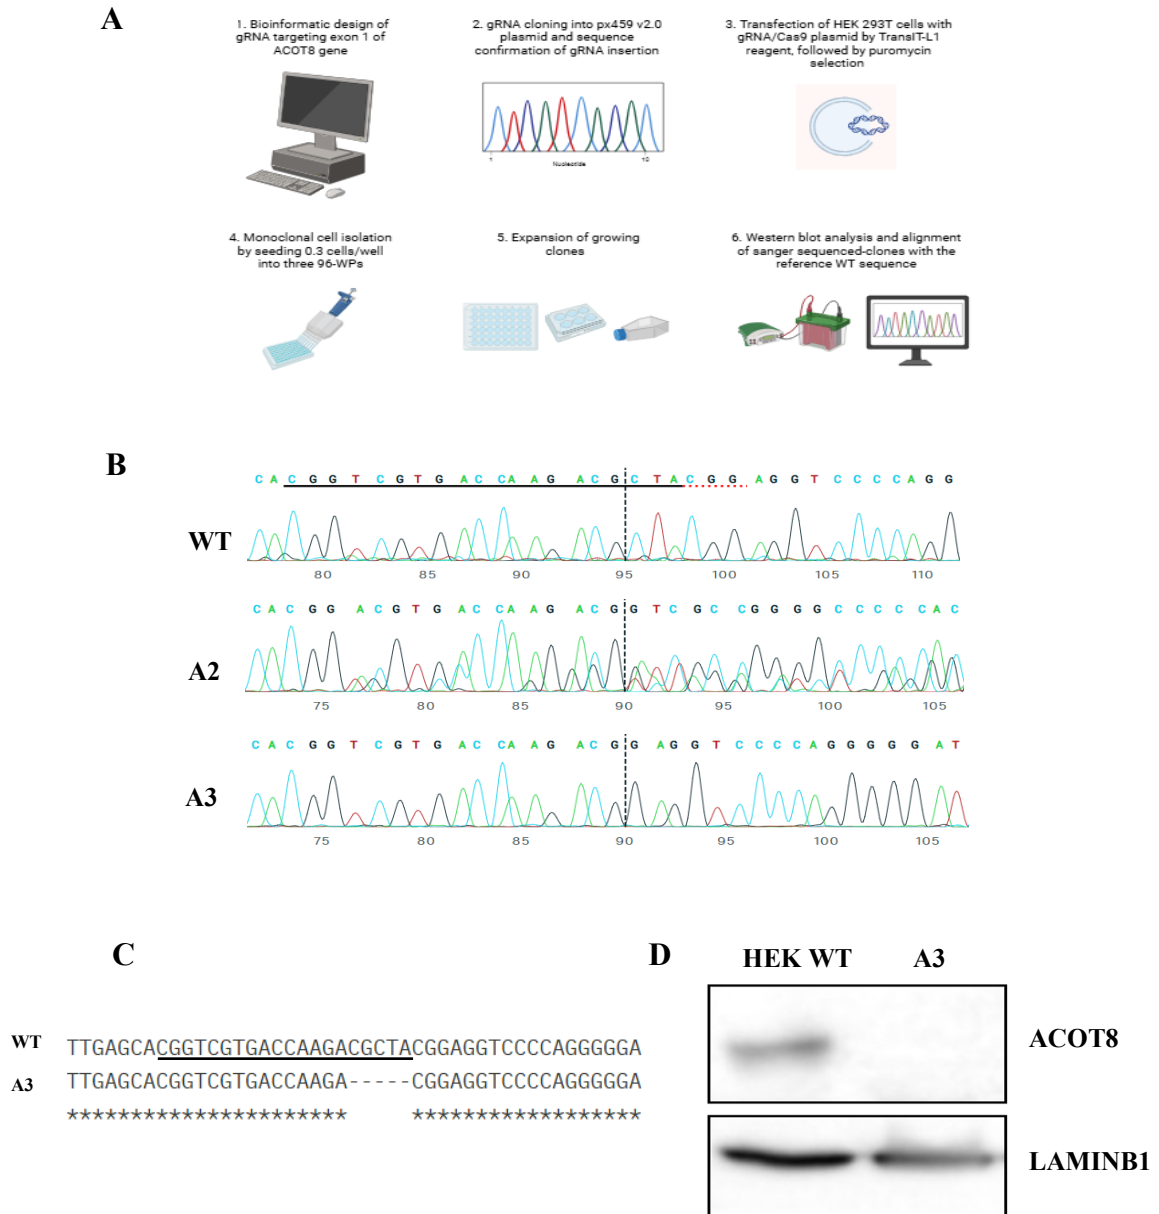 A
1. Bioinformatic design of
gRNA targeting exon 1 of
ACOT8 gene
2. gRNA cloning into px459 v2.0
plasmid and sequence
confirmation of gRNA insertion
3. Transfection of HEK 293T cells with
gRNA/Cas9 plasmid by TransIT-L1
reagent, followed by puromycin
selection
1 Nucleotide 10
4. Monoclonal cell isolation
by seeding 0.3 cells/well
into three 96-WPs
5. Expansion of growing
clones
6. Western blot analysis and alignment
of sanger sequenced-clones with the
reference WT sequence
B
C A C G G T C G T G A C C A A G A C G C T A C G G A G G T C C C C A G G
WT
80 85 90 95 100 105 110
C A C G G A C G T G A C C A A G A C G G T C G C C G G G G C C C C C A C
A2
75 80 85 90 95 100 105
C A C G G T C G T G A C C A A G A C G G A G G T C C C C A G G G G G A T
A3
75 80 85 90 95 100 105
C
WT TTGAGCACGGTCGTGACCAAGACGCTACGGAGGTCCCCAGGGGGA
A3 TTGAGCACGGTCGTGACCAAGA-----CGGAGGTCCCCAGGGGGA
********************** ******************
D
HEK WT A3
ACOT8
LAMINB1